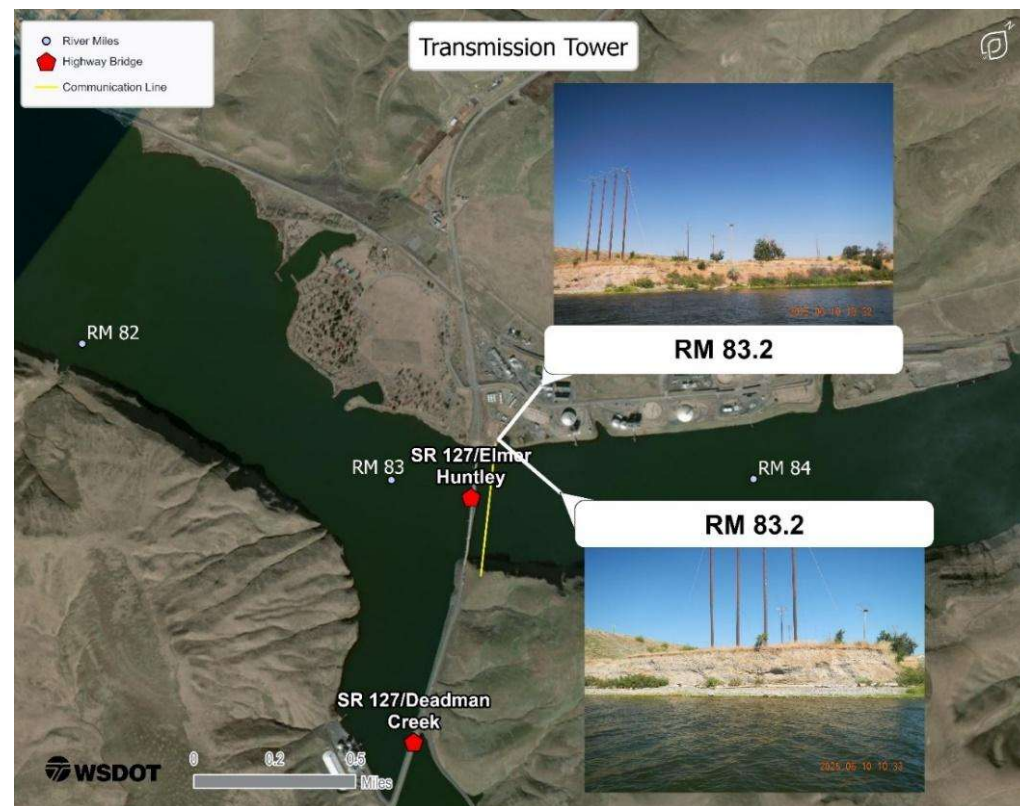 River Miles
Highway Bridge
Communication Line
Transmission Tower
N
RM 83.2
RM 82
RM 83
SR 127/Elmer
Huntley
RM 84
RM 83.2
SR 127/Deadman
Creek
0 0.2 0.5
Miles
WSDOT